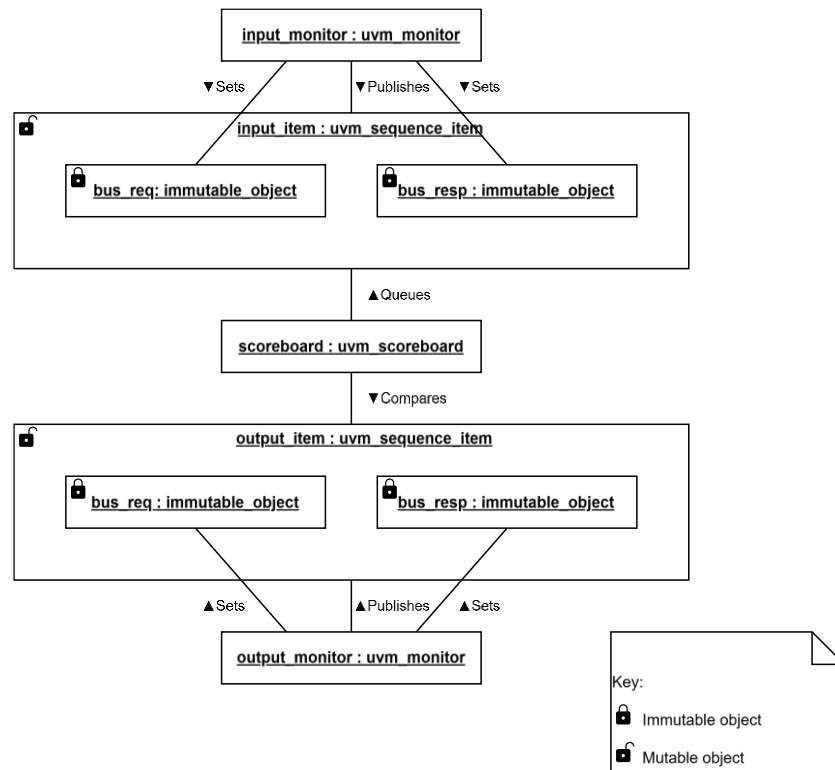 input_monitor : uvm_monitor
▼Sets
▼Publishes
▼Sets
input_item : uvm_sequence_item
bus_req: immutable_object
bus_resp : immutable_object
▲Queues
scoreboard : uvm_scoreboard
▼Compares
output_item : uvm_sequence_item
bus_req : immutable_object
bus_resp : immutable_object
▲Sets
▲Publishes
▲Sets
output_monitor : uvm_monitor
Key:
Immutable object
Mutable object